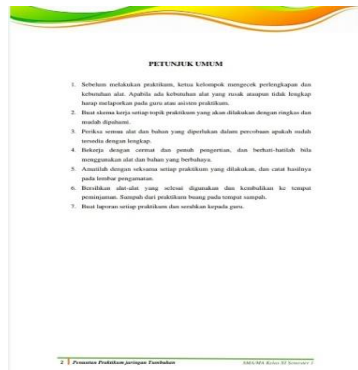 PETUNJUK UMUM
1. Sebelum melakukan praktikum, ketua kelompok mengecek perlengkapan dan
kebutuhan alat. Apabila ada kebutuhan alat yang rusak ataupun tidak lengkap
harap melaporkan pada guru atau asisten praktikum.
2. Buat skema kerja setiap topik praktikum yang akan dilakukan dengan ringkas dan
mudah dipahami.
3. Periksa semua alat dan bahan yang diperlukan dalam percobaan apakah sudah
tersedia dengan lengkap.
4. Bekerja dengan cermat dan penuh pengertian, dan berhati-hatilah bila
menggunakan alat dan bahan yang berbahaya.
5. Amatilah dengan seksama setiap praktikum yang dilakukan, dan catat hasilnya
pada lembar pengamatan.
6. Bersihkan alat-alat yang selesai digunakan dan kembalikan ke tempat
peminjaman. Sampah dari praktikum buang pada tempat sampah.
7. Buat laporan setiap praktikum dan serahkan kepada guru.
2 Penuntun Praktikum jaringan Tumbuhan
SMA/MA Kelas XI Semester 1